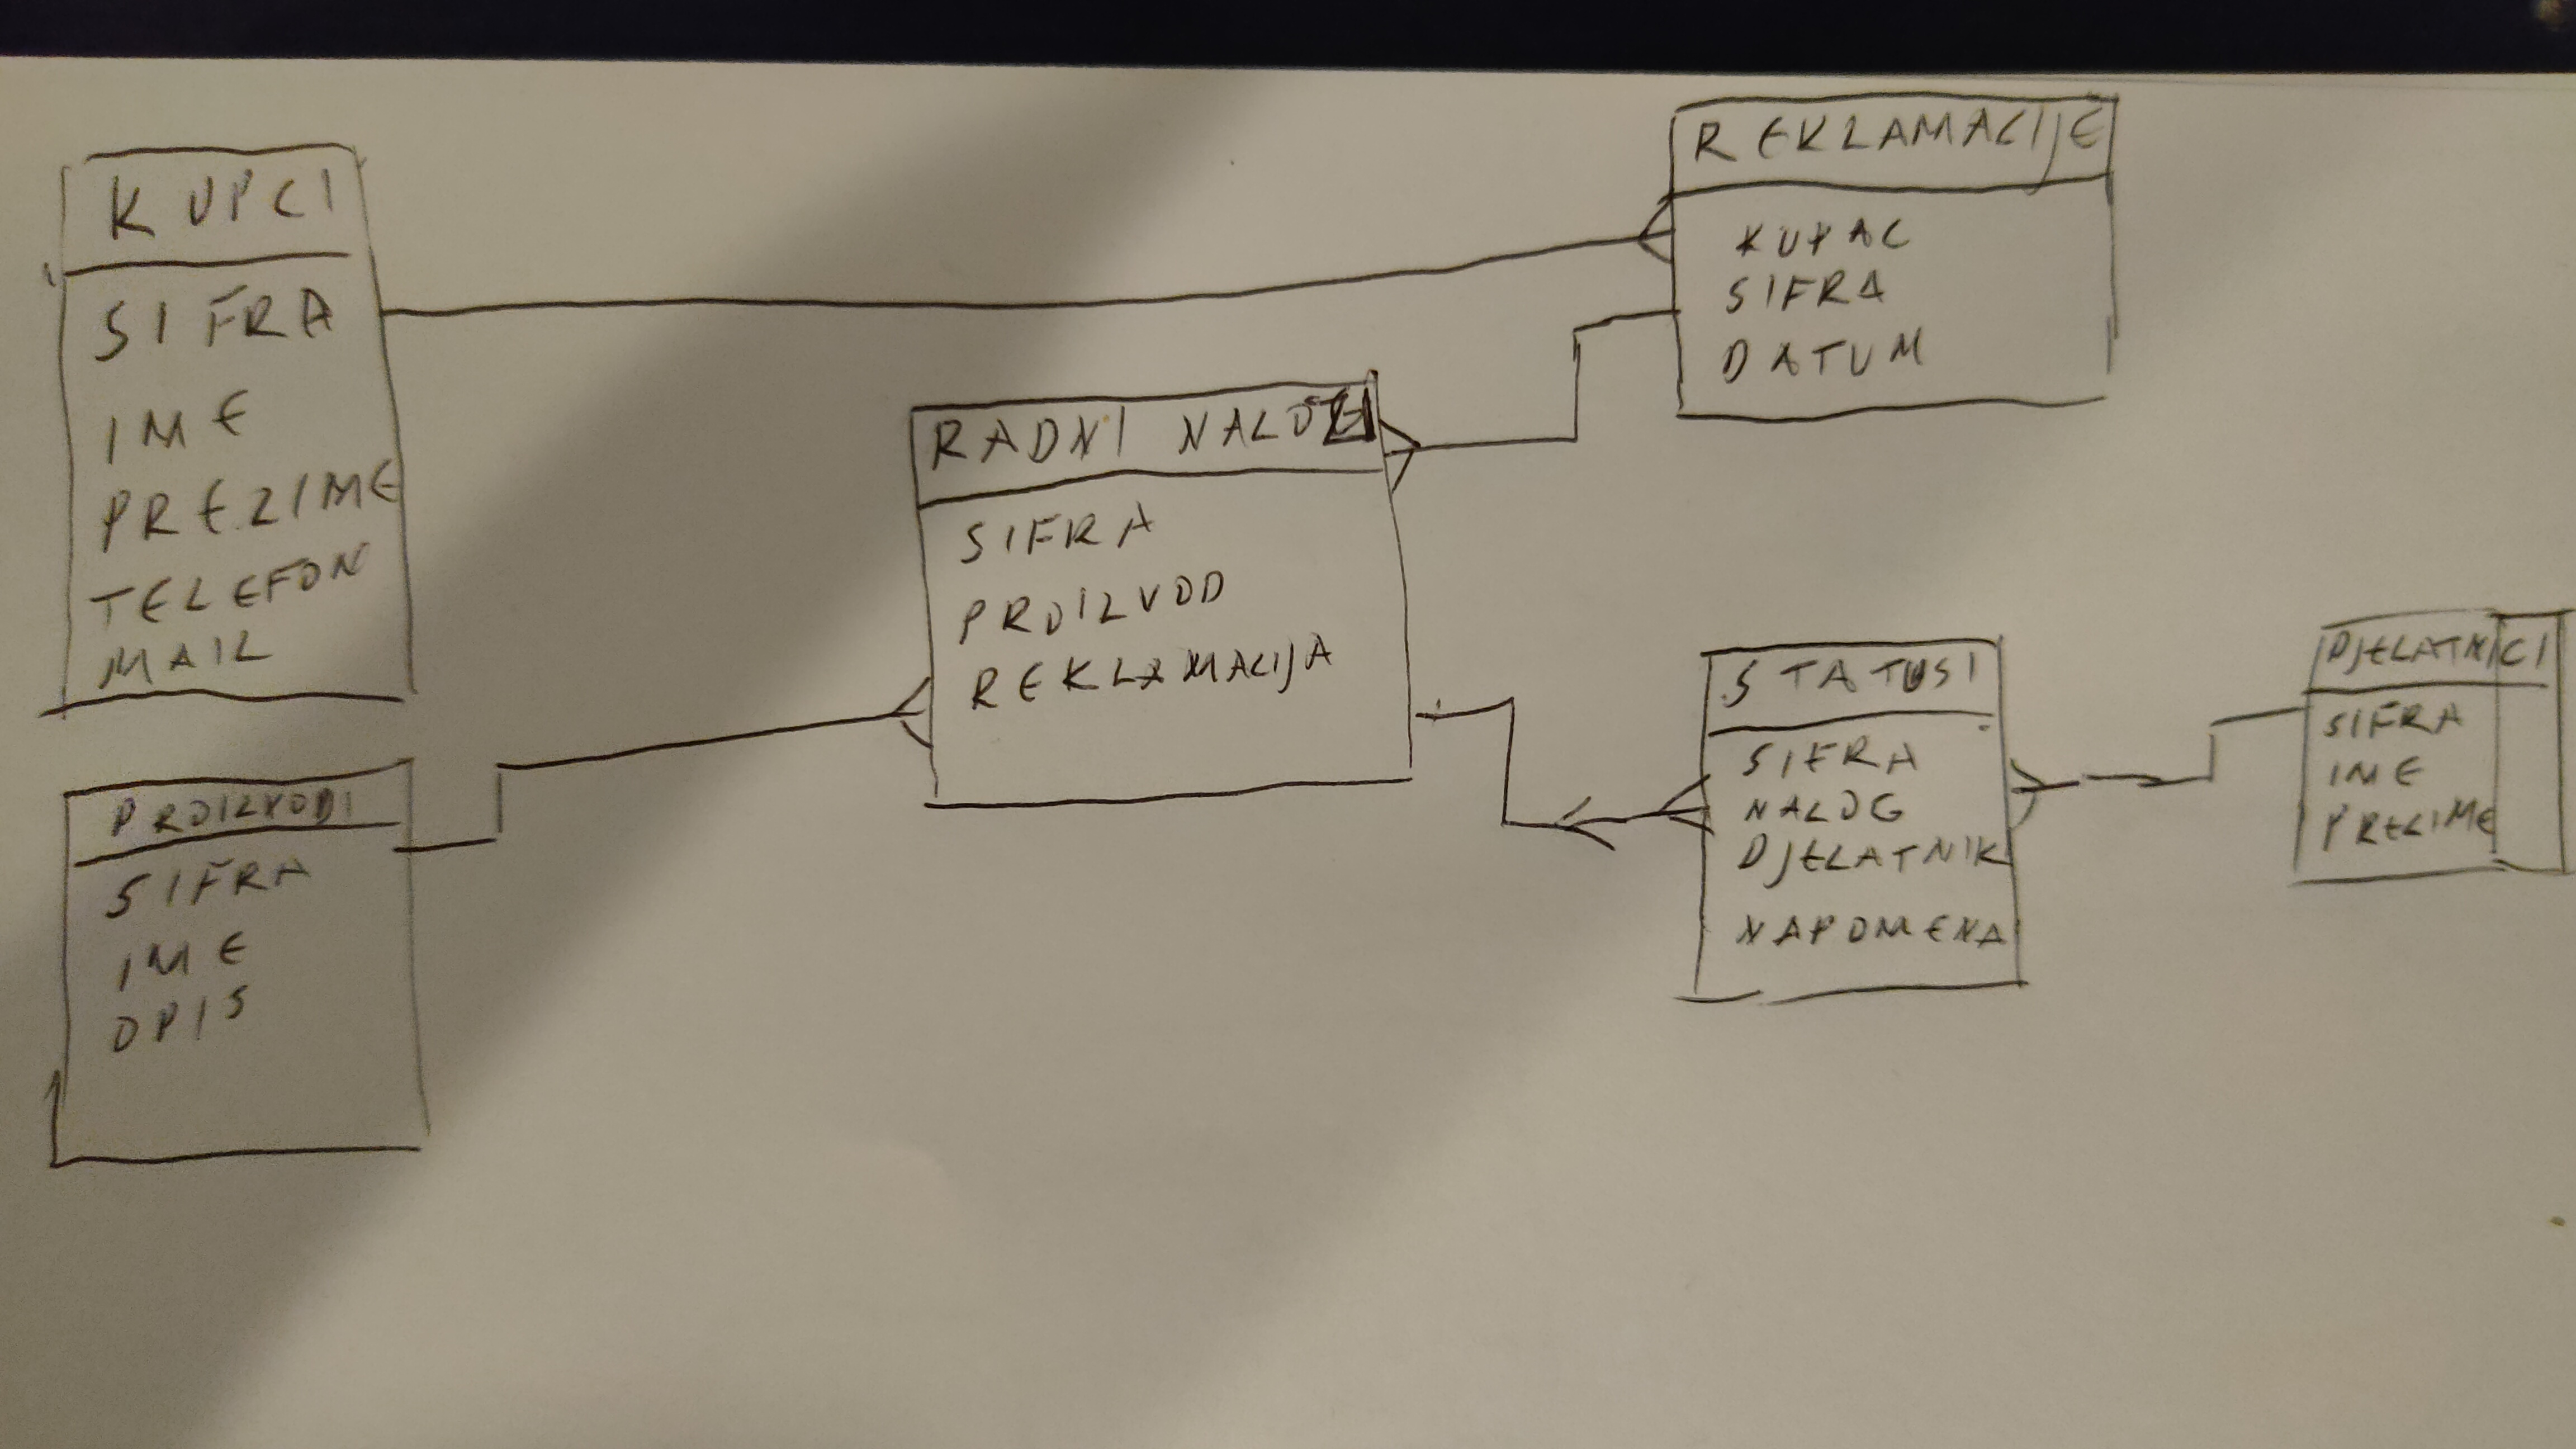 KUPCI
SIFRA
IME
PREZIME
TELEFON
MAIL
REKLAMACIJE
KUPAC
SIFRA
DATUM
RADNI NALOZI
SIFRA
PROIZVOD
REKLAMACIJA
PROIZVODI
SIFRA
IME
OPIS
STATUSI
SIFRA
NALOG
DJELATNIK
NAPOMENA
DJELATNICI
SIFRA
IME
PREZIME